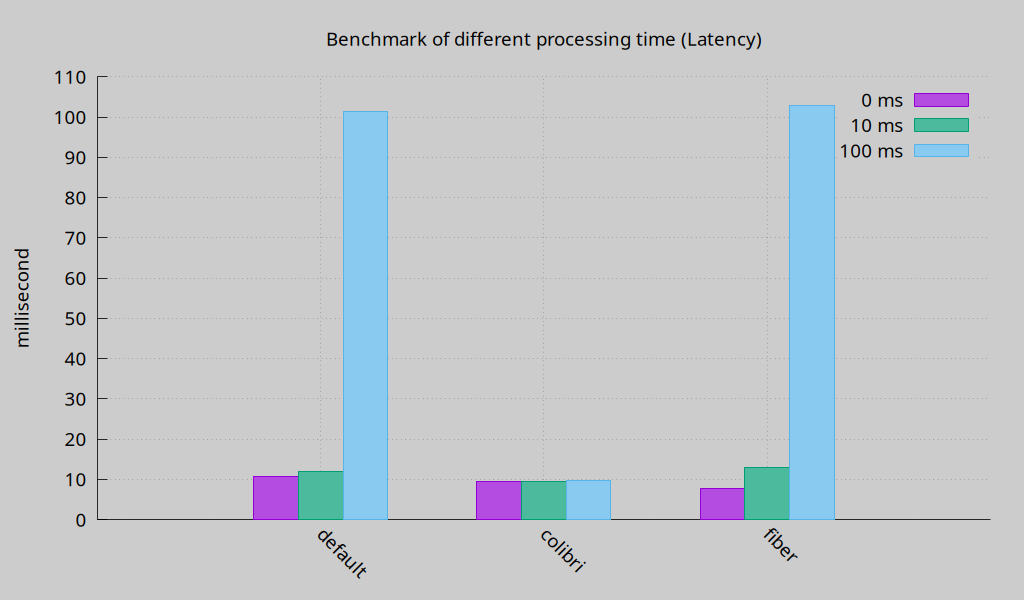 Benchmark of different processing time (Latency)
110
100
90
80
70
60
50
40
30
20
10
0
millisecond
0 ms
10 ms
100 ms
default
colibri
fiber